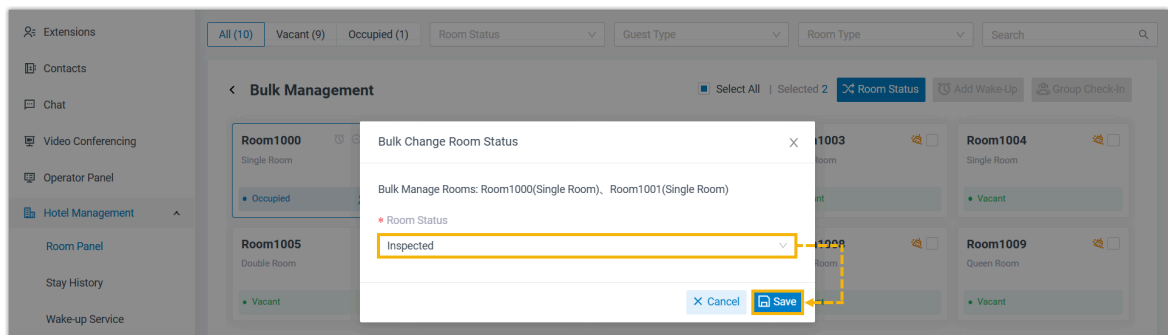 Extensions
Contacts
Chat
Video Conferencing
Operator Panel
Hotel Management
Room Panel
Stay History
Wake-up Service
All (10) Vacant (9) Occupied (1) Room Status Guest Type Room Type Search
Bulk Management
Select All | Selected 2 Room Status Add Wake-Up Group Check-in
Room1000
Single Room
• Occupied
Room1005
Double Room
• Vacant
Bulk Change Room Status
Bulk Manage Rooms: Room1000(Single Room)、Room1001(Single Room)
* Room Status
Inspected
Cancel Save
1003
Room
1008
Room
Room1004
Single Room
• Vacant
Room1009
Queen Room
• Vacant